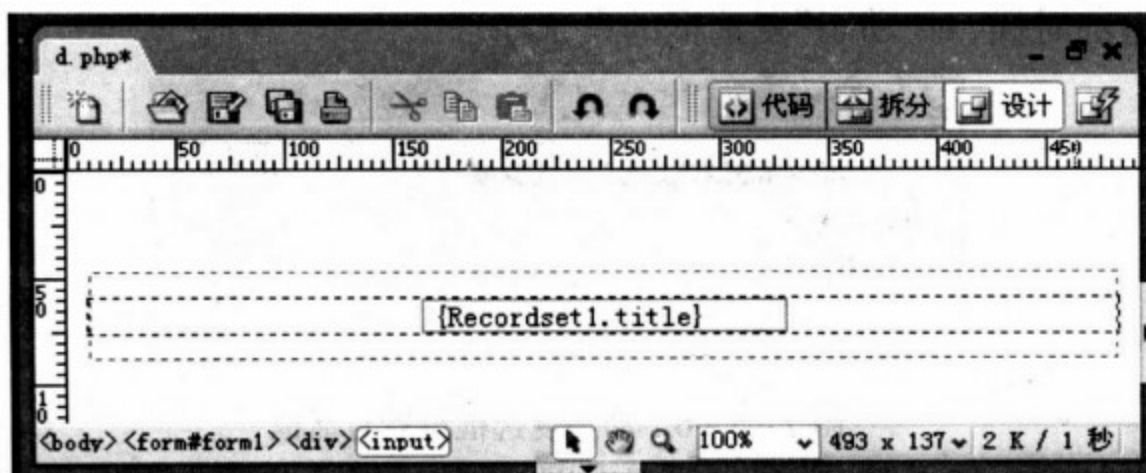 d. php*
代码 拆分 设计
0 50 100 150 200 250 300 350 400 450
0
50
{Recordset1.title}
10
<body> <form#form1> <div> <input> 100% 493 x 137 2 K / 1 秒